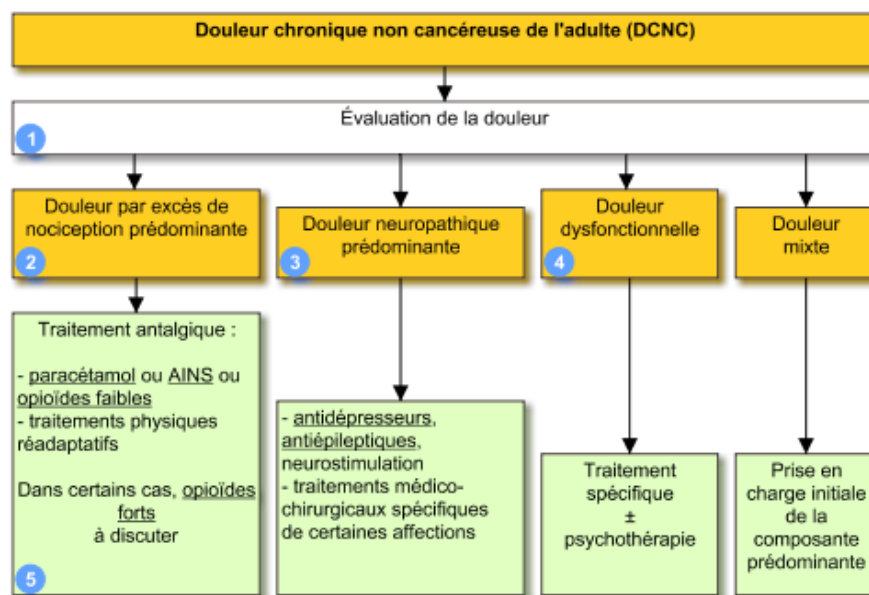 Douleur chronique non cancéreuse de l'adulte (DCNC)
Évaluation de la douleur
1
Douleur par excès de
nociception prédominante
2
Douleur neuropathique
prédominante
3
Douleur
dysfonctionnelle
4
Douleur
mixte
Traitement antalgique :
- paracétamol ou AINS ou
opioïdes faibles
- traitements physiques
réadaptatifs
Dans certains cas, opioïdes
forts
à discuter
5
- antidépresseurs,
antiépileptiques,
neurostimulation
- traitements médico-
chirurgicaux spécifiques
de certaines affections
Traitement
spécifique
±
psychothérapie
Prise en
charge initiale
de la
composante
prédominante